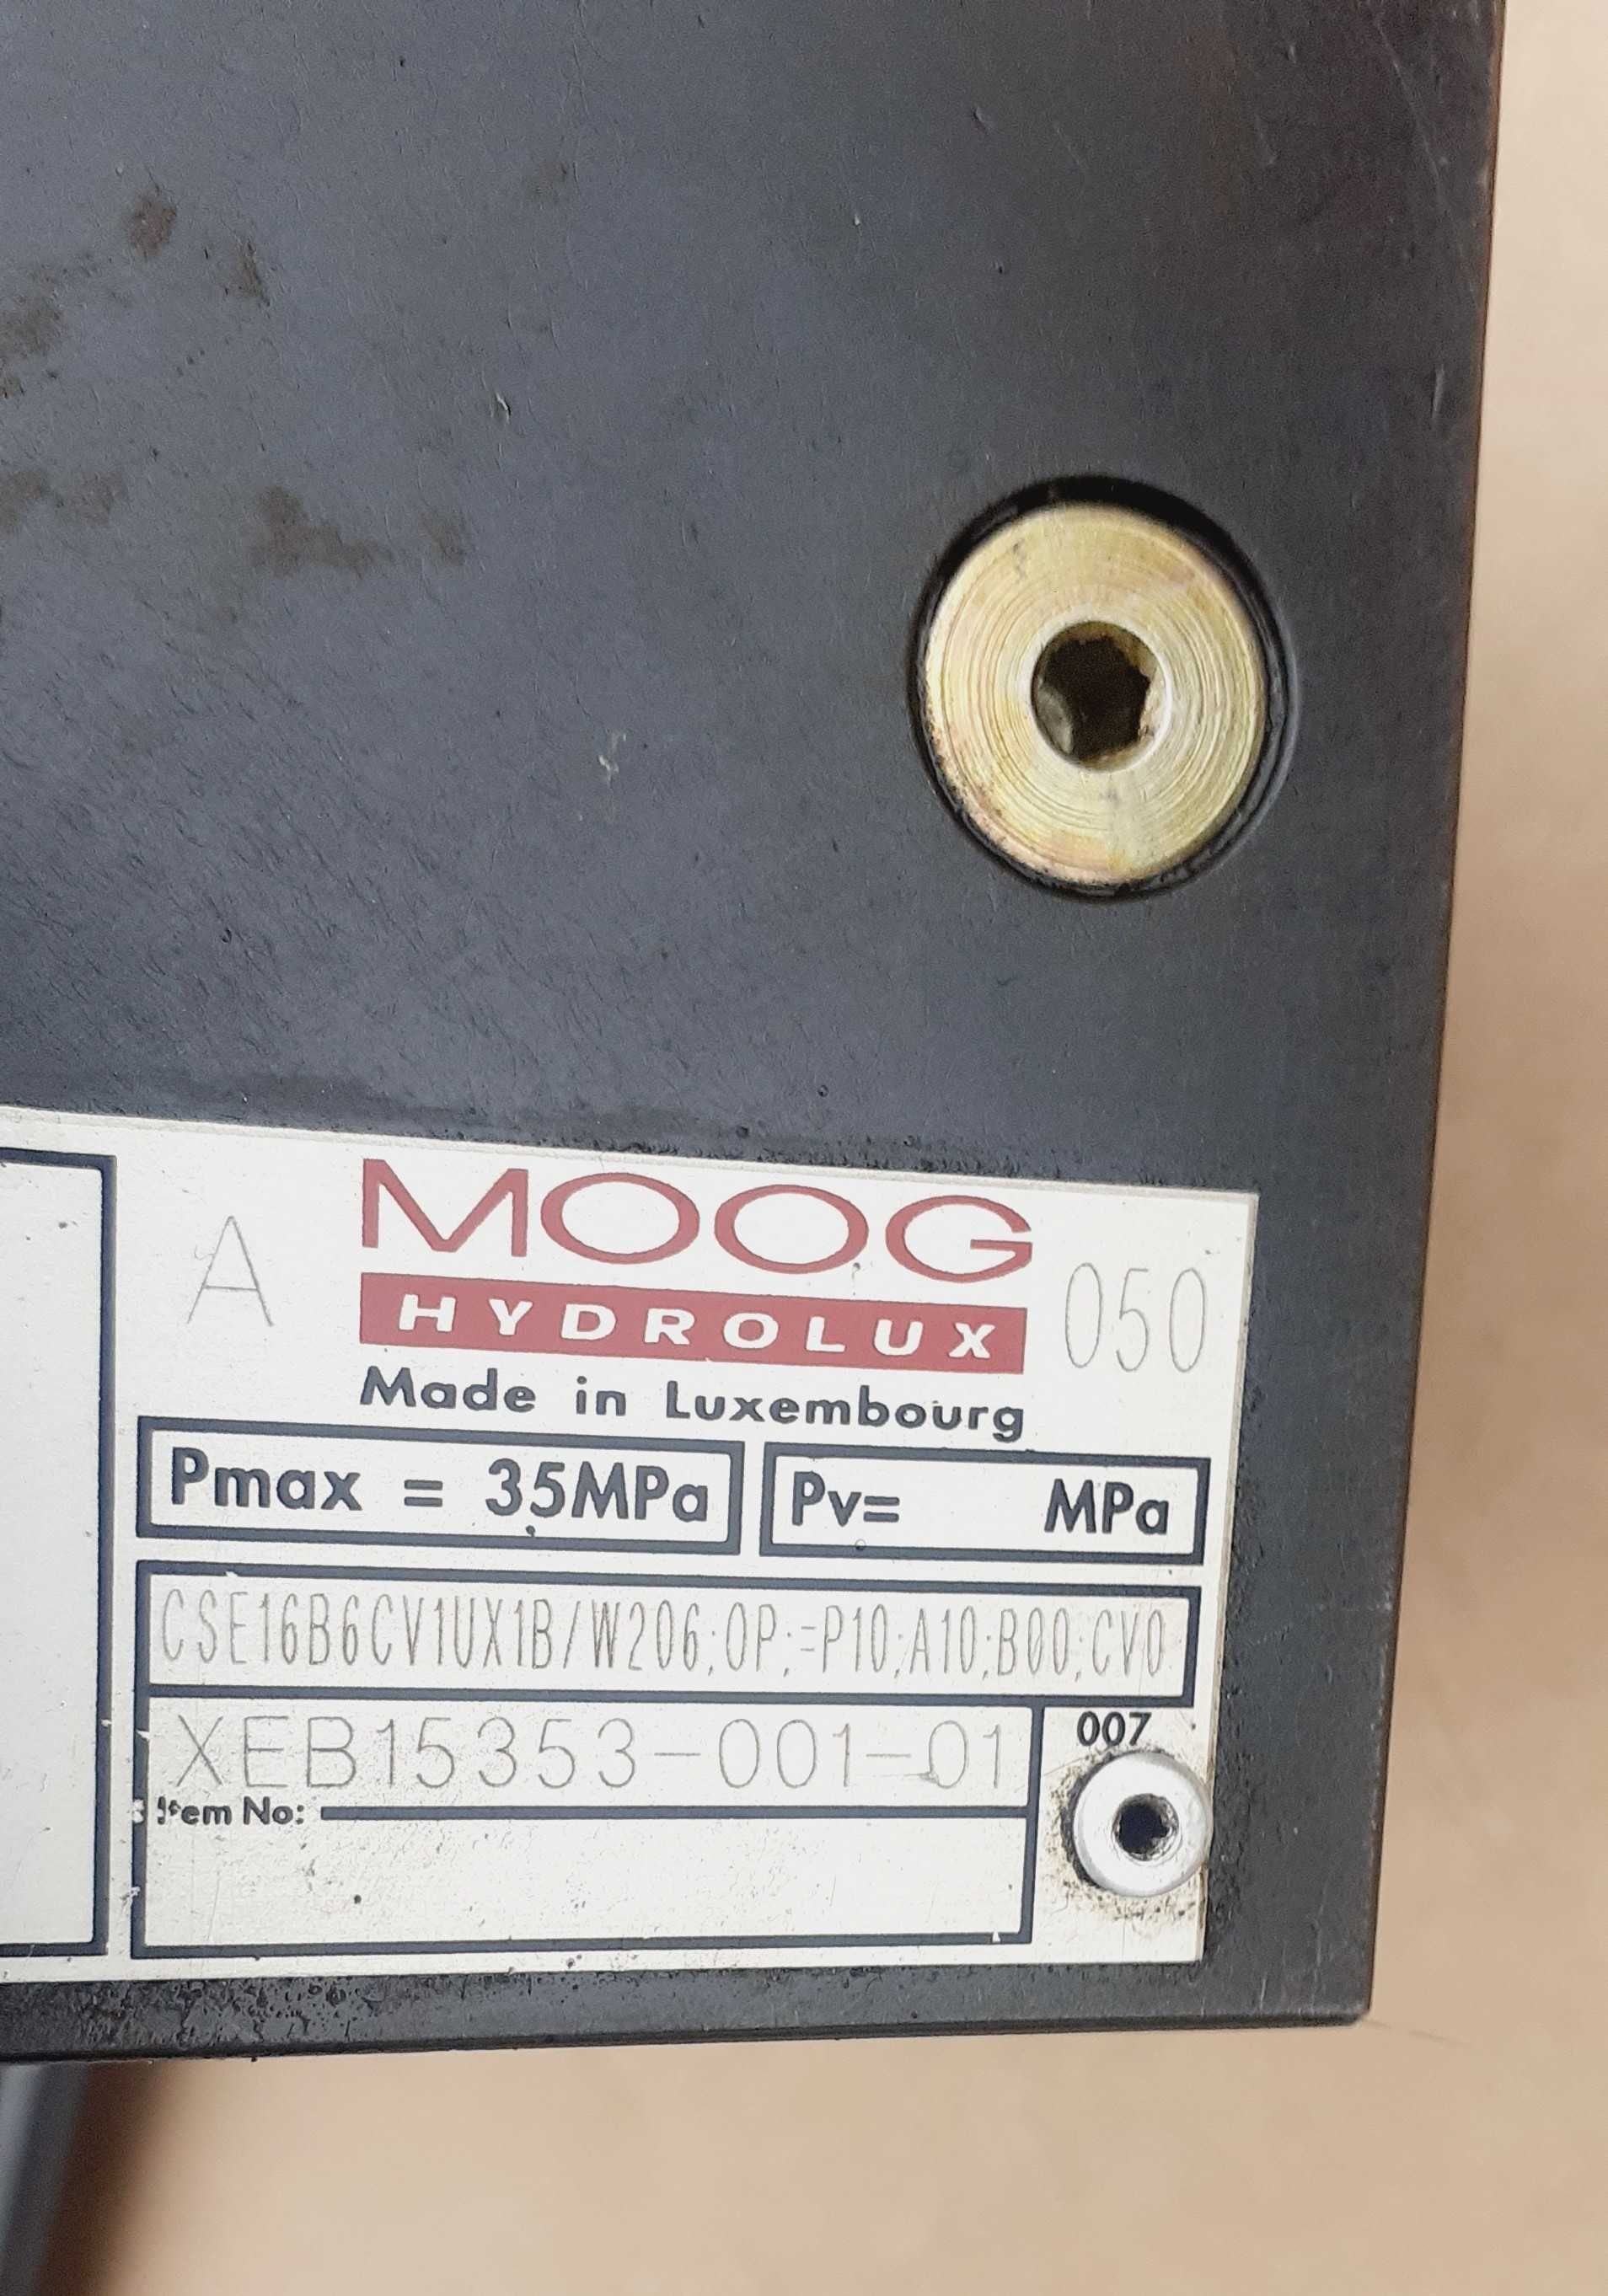 A MOOG 050
HYDROLUX
Made in Luxembourg
Pmax = 35MPa Pv= MPa
CSE16B6CV1UX1B/W206;OP:=P10;A10;B00;CV0
XEB15353-001-01 007
Item No: